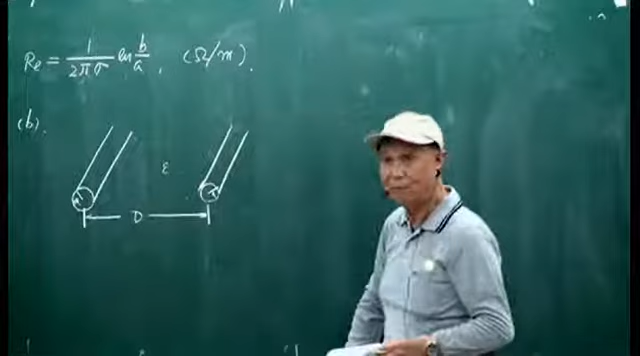 Re = 1/2πσ ln b/a , (Ω/m).
(b).
ε
D